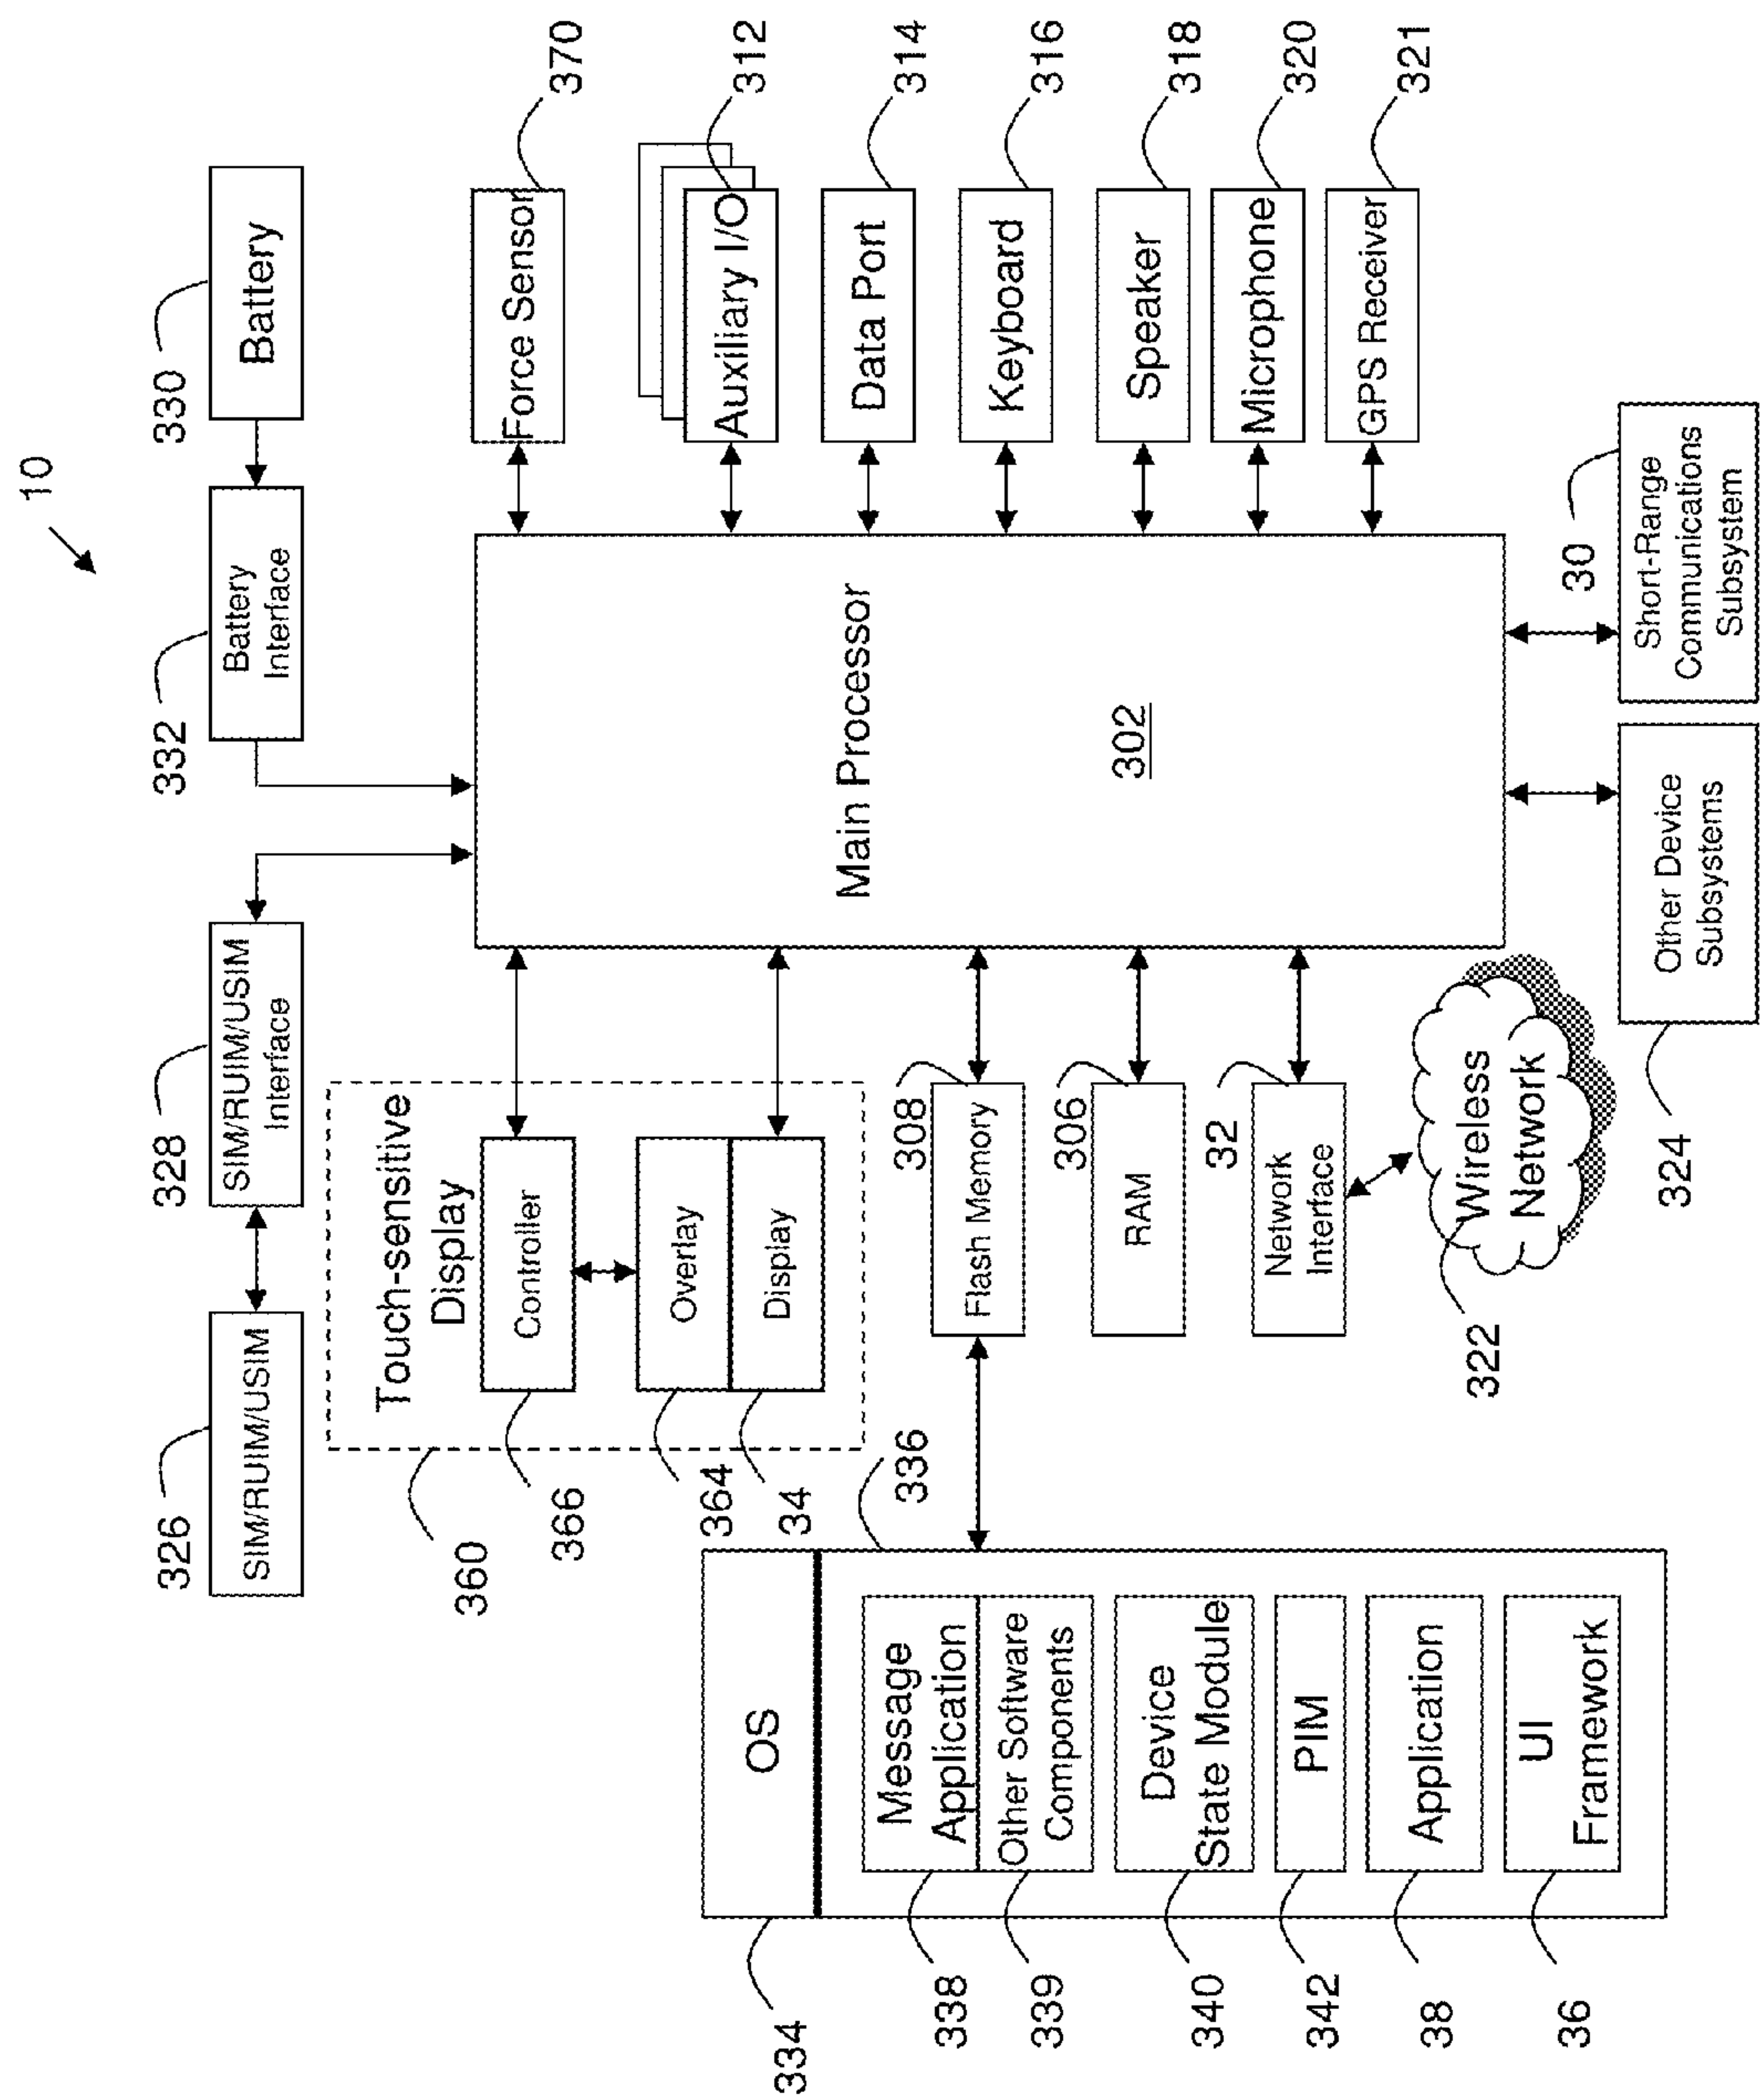 10
326
SIM/RUIM/USIM
328
SIM/RUIM/USIM
Interface
332
Battery
Interface
330
Battery
360
Touch-sensitive
Display
366
Controller
364
Overlay
34
Display
Main Processor
302
Force Sensor
370
Auxiliary I/O
312
Data Port
314
Keyboard
316
Speaker
318
Microphone
320
GPS Receiver
321
308
Flash Memory
306
RAM
32
Network
Interface
322
Wireless
Network
324
Other Device
Subsystems
30
Short-Range
Communications
Subsystem
334
OS
336
338
Message
Application
339
Other Software
Components
340
Device
State Module
342
PIM
38
Application
36
UI
Framework